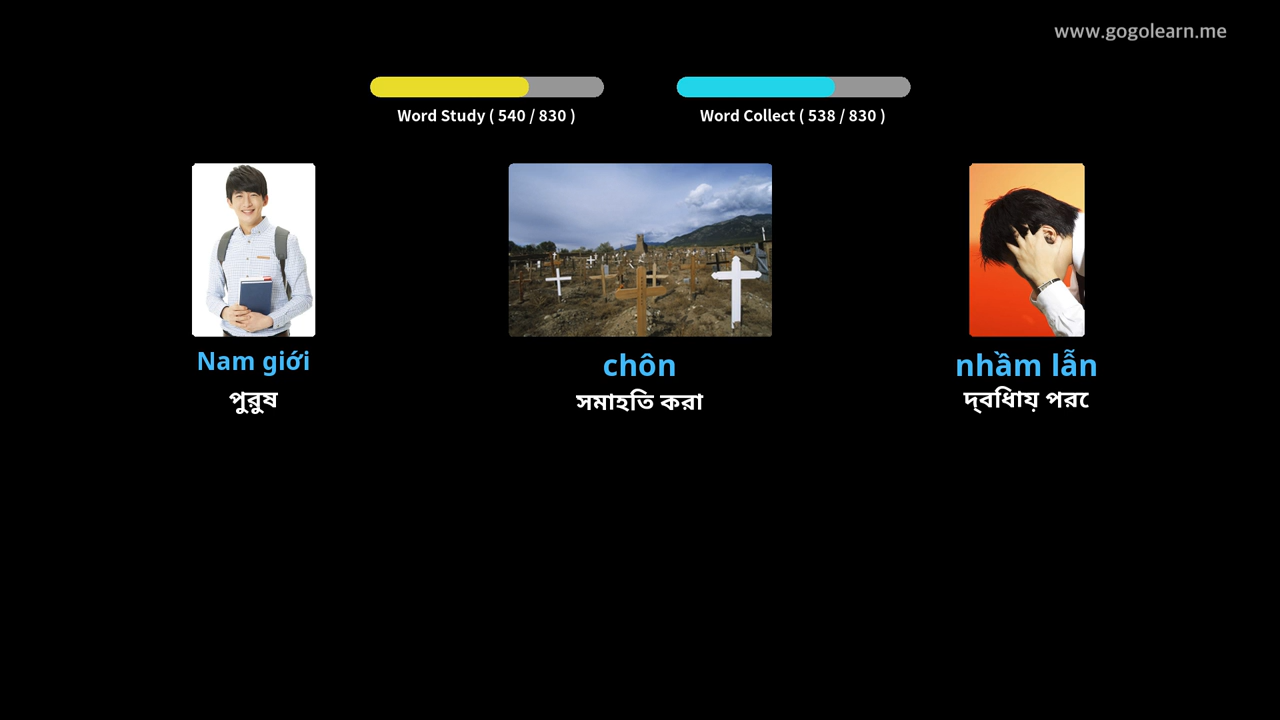 www.gogolearn.me
Word Study ( 540 / 830 )
Word Collect ( 538 / 830 )
Nam giới
chôn
nhầm lẫn
পুরুষ
সমাহতি করা
দ্বধিায় পরে